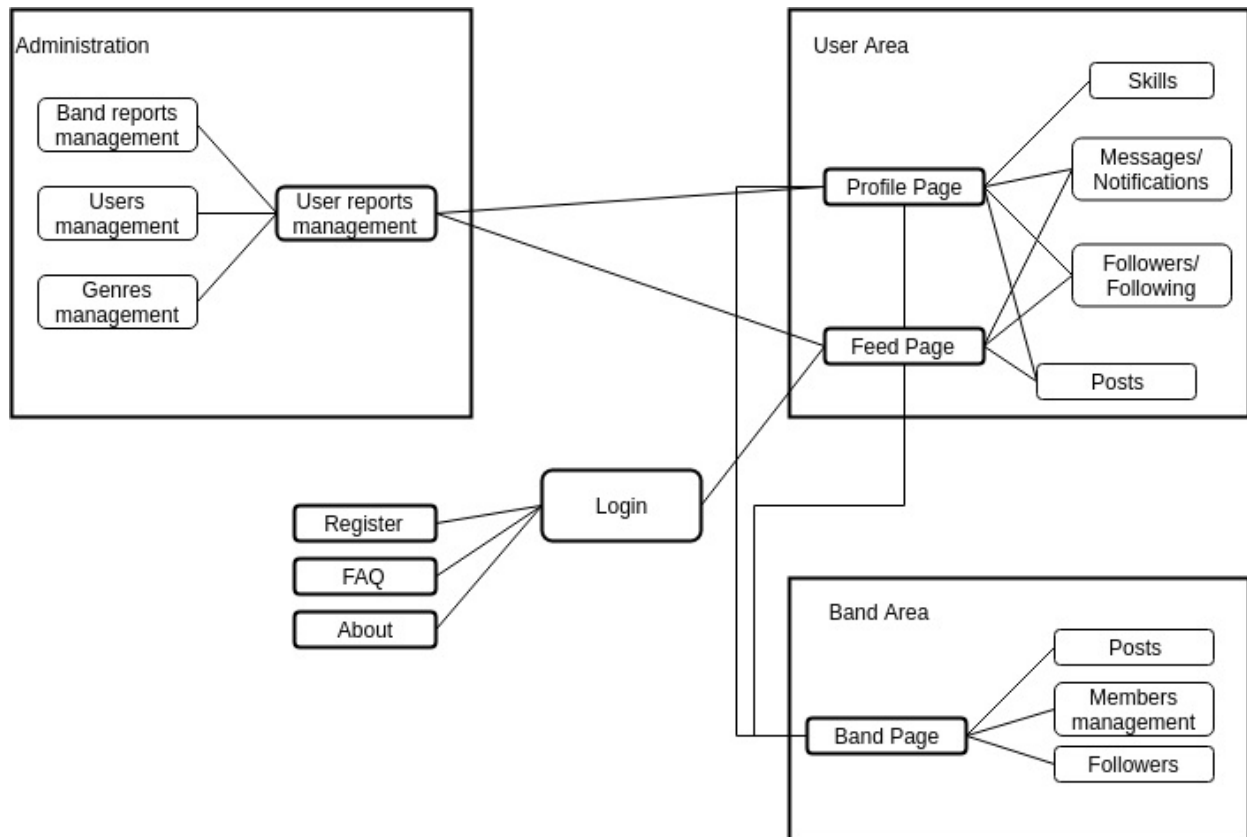 Administration
Band reports
management
Users
management
Genres
management
User reports
management
User Area
Skills
Messages/
Notifications
Profile Page
Followers/
Following
Feed Page
Posts
Login
Register
FAQ
About
Band Area
Posts
Members
management
Band Page
Followers